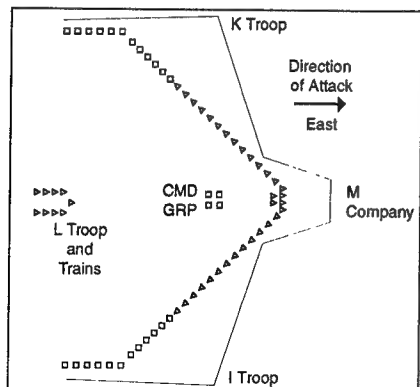 K Troop
Direction
of Attack
East
CMD
GRP
M
Company
L Troop
and
Trains
I Troop